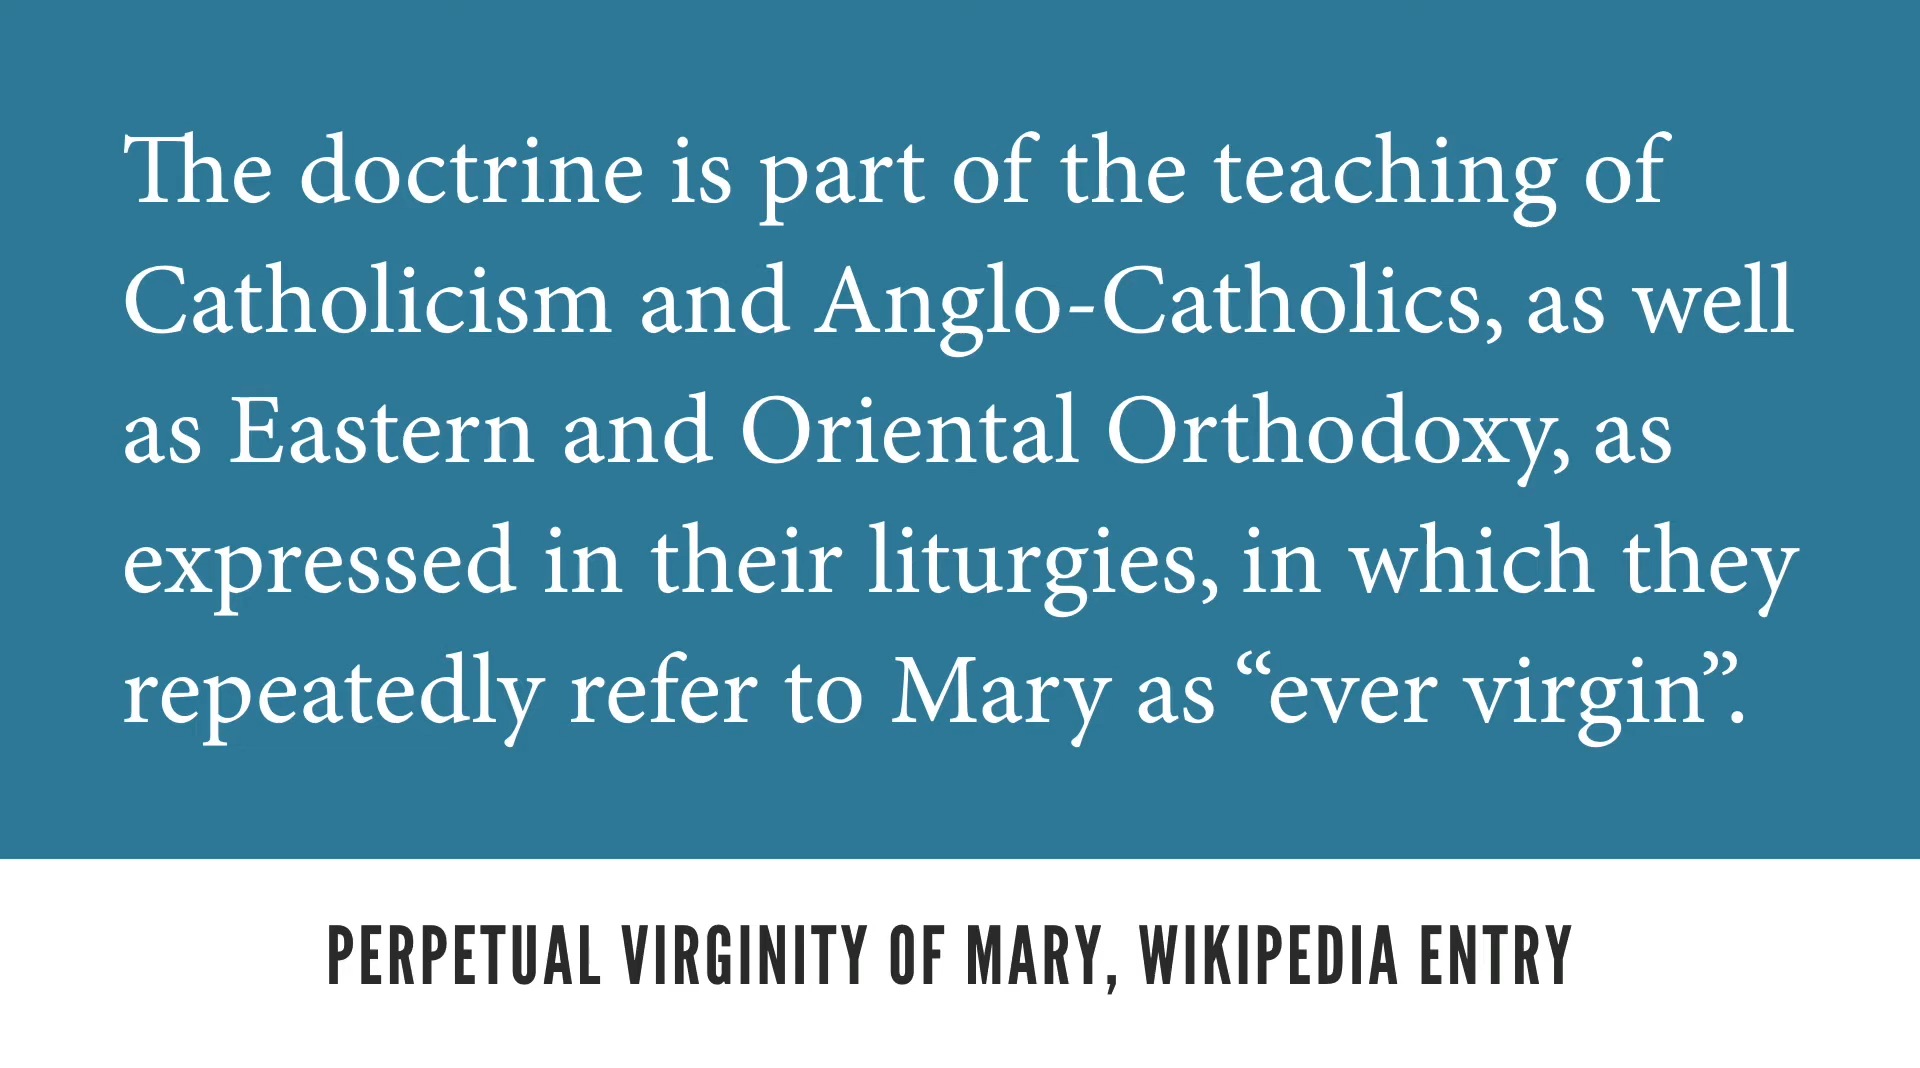 The doctrine is part of the teaching of
Catholicism and Anglo-Catholics, as well
as Eastern and Oriental Orthodoxy, as
expressed in their liturgies, in which they
repeatedly refer to Mary as “ever virgin”.
PERPETUAL VIRGINITY OF MARY, WIKIPEDIA ENTRY